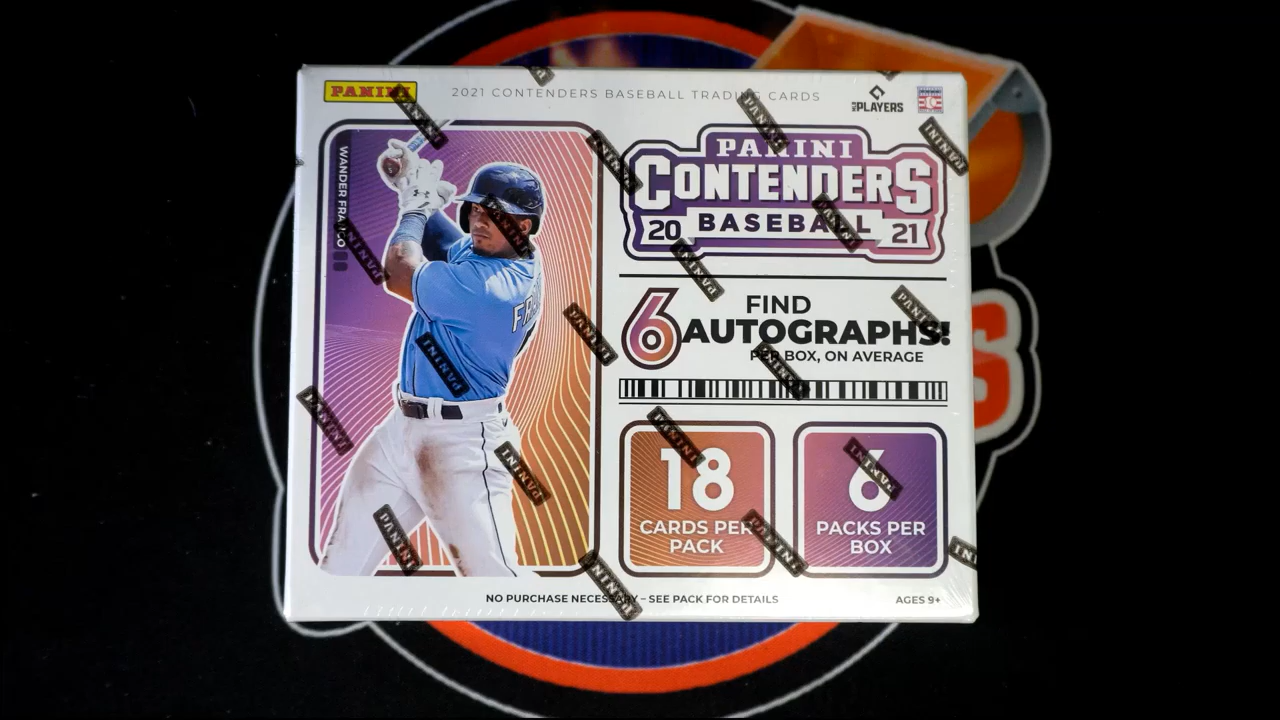 PANINI
2021 CONTENDERS BASEBALL TRADING CARDS
MLB PLAYERS
WANDER FRANCO
PANINI
CONTENDERS
20 BASEBALL 21
6 FIND
AUTOGRAPHS!
PER BOX, ON AVERAGE
18
CARDS PER
PACK
6
PACKS PER
BOX
NO PURCHASE NECESSARY – SEE PACK FOR DETAILS
AGES 9+
S